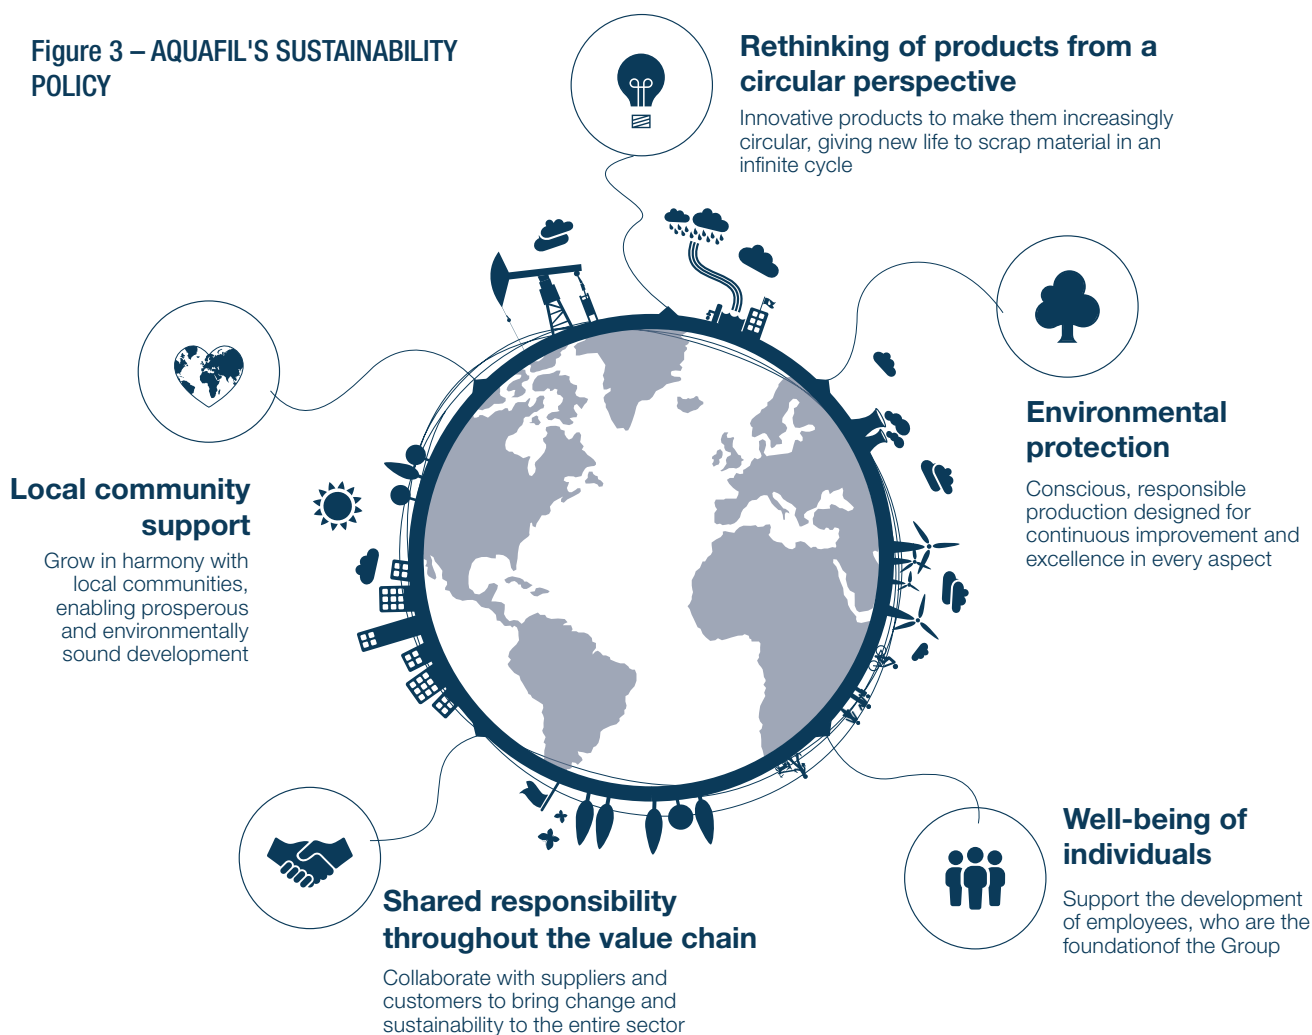 Figure 3 – AQUAFIL'S SUSTAINABILITY
POLICY
Rethinking of products from a
circular perspective
Innovative products to make them increasingly
circular, giving new life to scrap material in an
infinite cycle
Environmental
protection
Conscious, responsible
production designed for
continuous improvement and
excellence in every aspect
Local community
support
Grow in harmony with
local communities,
enabling prosperous
and environmentally
sound development
Well-being of
individuals
Support the development
of employees, who are the
foundationof the Group
Shared responsibility
throughout the value chain
Collaborate with suppliers and
customers to bring change and
sustainability to the entire sector